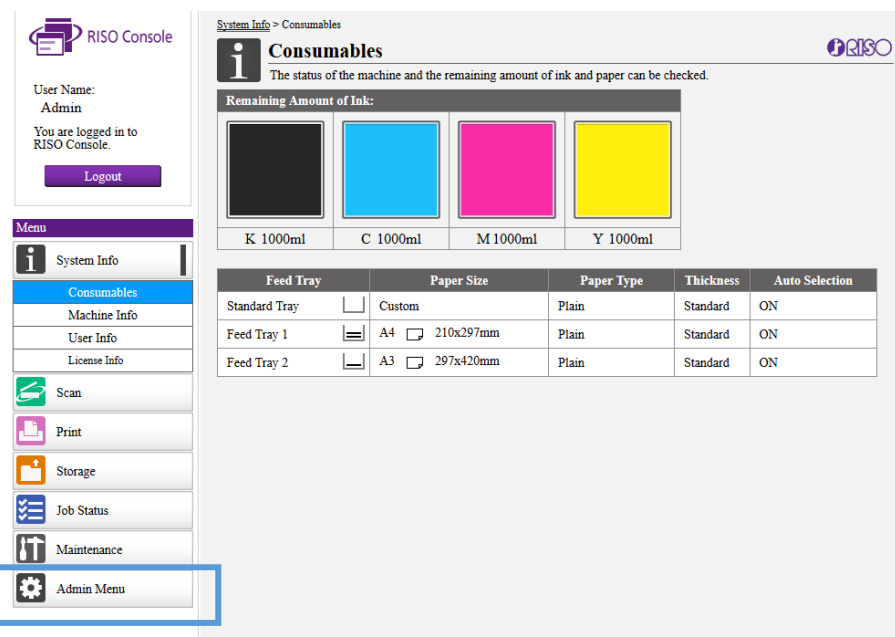 RISO Console
User Name:
Admin
You are logged in to
RISO Console.
Logout
Menu
System Info
Consumables
Machine Info
User Info
License Info
Scan
Print
Storage
Job Status
Maintenance
Admin Menu
System Info > Consumables
Consumables
RISO
The status of the machine and the remaining amount of ink and paper can be checked.
Remaining Amount of Ink:
K 1000ml C 1000ml M 1000ml Y 1000ml
Feed Tray Paper Size Paper Type Thickness Auto Selection
Standard Tray Custom Plain Standard ON
Feed Tray 1 A4 210x297mm Plain Standard ON
Feed Tray 2 A3 297x420mm Plain Standard ON